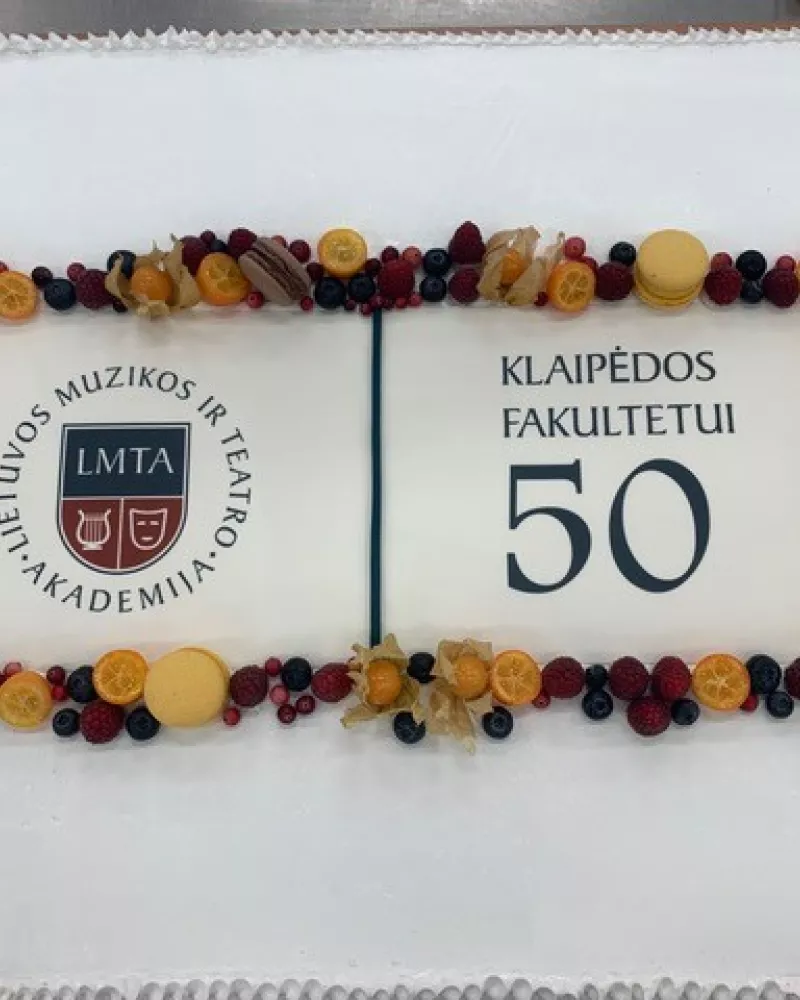 LIETUVOS MUZIKOS IR TEATRO
AKADEMIJA
LMTA
KLAIPĖDOS
FAKULTETUI
50